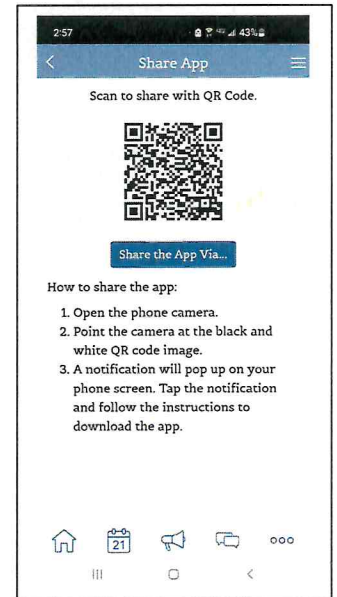 2:57 43%
Share App
Scan to share with QR Code.
Share the App Via...
How to share the app:
1. Open the phone camera.
2. Point the camera at the black and
white QR code image.
3. A notification will pop up on your
phone screen. Tap the notification
and follow the instructions to
download the app.
21